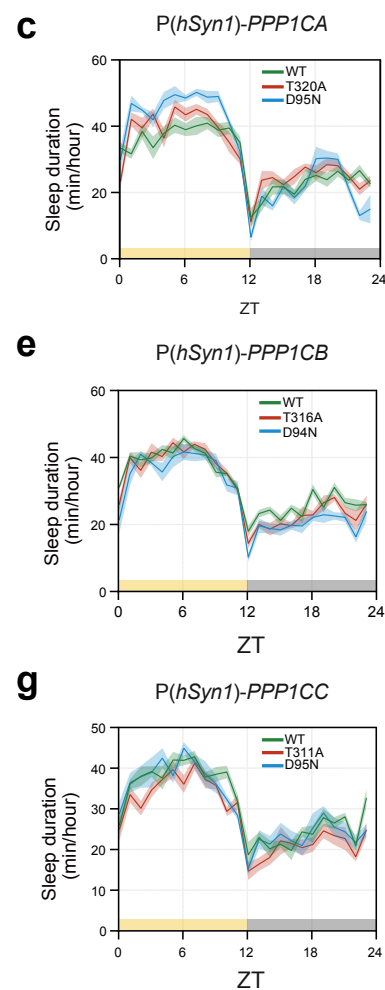 c
P(hSyn1)-PPP1CA
Sleep duration
(min/hour)
60
40
20
0
WT
T320A
D95N
0 6 12 18 24
ZT
e
P(hSyn1)-PPP1CB
Sleep duration
(min/hour)
60
40
20
0
WT
T316A
D94N
0 6 12 18 24
ZT
g
P(hSyn1)-PPP1CC
Sleep duration
(min/hour)
50
40
30
20
10
0
WT
T311A
D95N
0 6 12 18 24
ZT